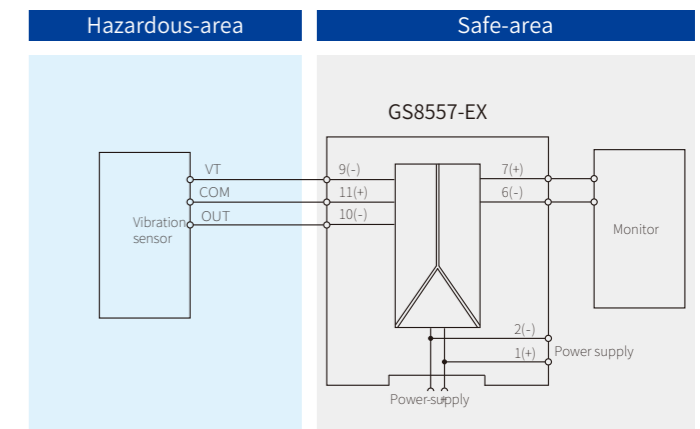 Hazardous-area
Safe-area
GS8557-EX
VT
9(-)
7(+)
COM
11(+)
6(-)
OUT
10(-)
Vibration
sensor
Monitor
2(-)
1(+)
Power supply
Power-supply